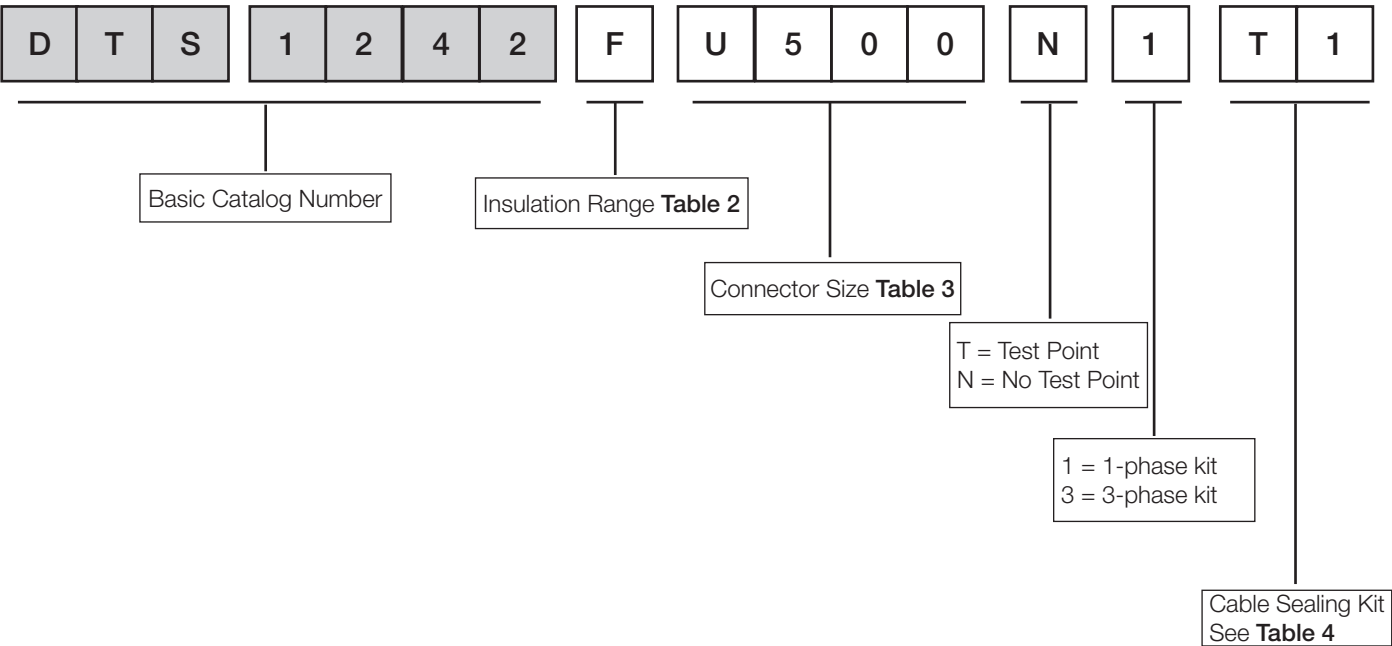 D T S 1 2 4 2 F U 5 0 0 N 1 T 1
Basic Catalog Number
Insulation Range Table 2
Connector Size Table 3
T = Test Point
N = No Test Point
1 = 1-phase kit
3 = 3-phase kit
Cable Sealing Kit
See Table 4